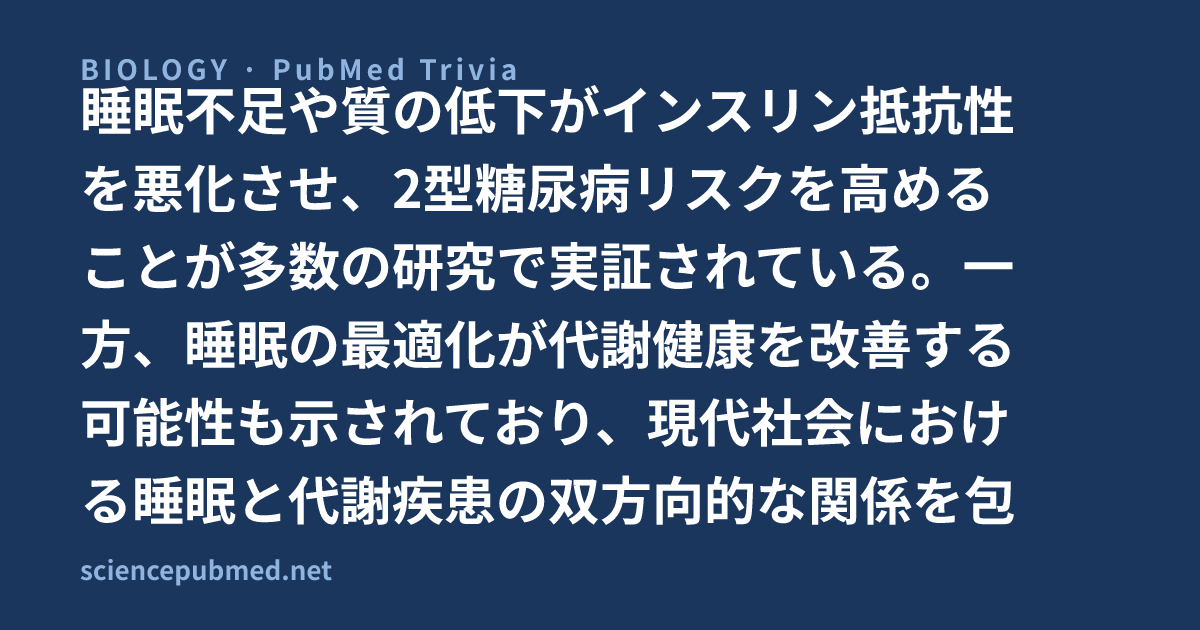 BIOLOGY · PubMed Trivia
睡眠不足や質の低下がインスリン抵抗性
を悪化させ、2型糖尿病リスクを高める
ことが多数の研究で実証されている。一
方、睡眠の最適化が代謝健康を改善する
可能性も示されており、現代社会におけ
る睡眠と代謝疾患の双方向的な関係を包
sciencepubmed.net